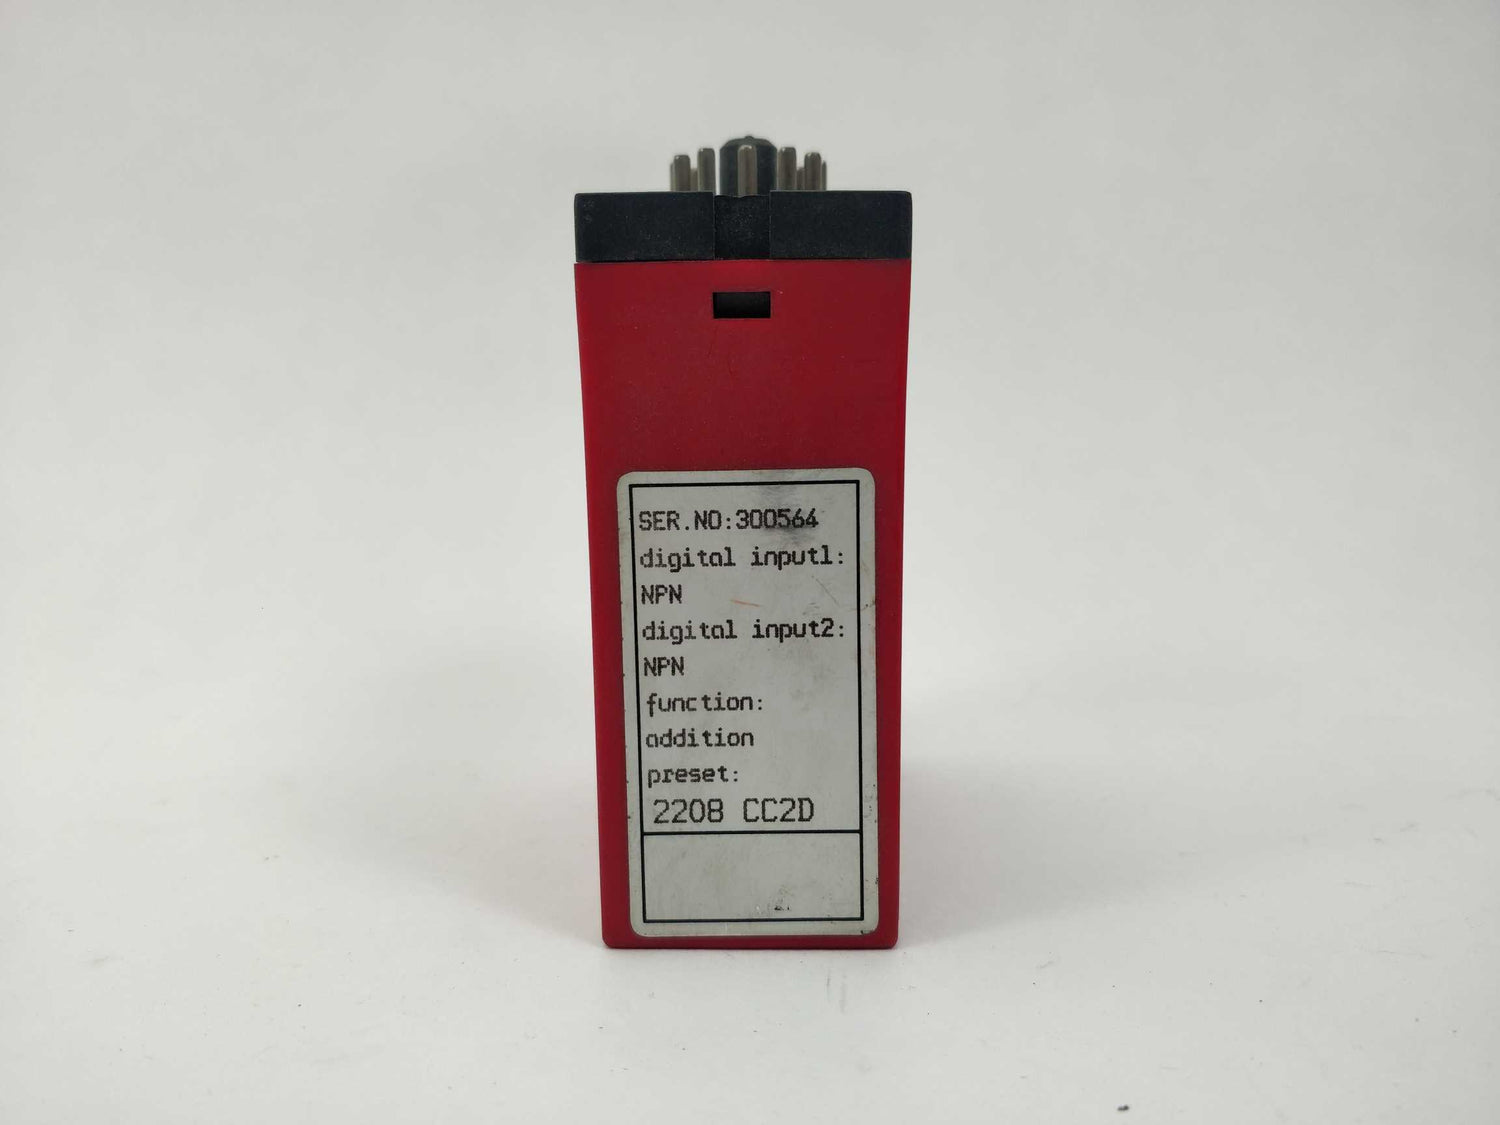 SER.NO:300564
digital input1:
NPN
digital input2:
NPN
function:
addition
preset:
2208 CC2D